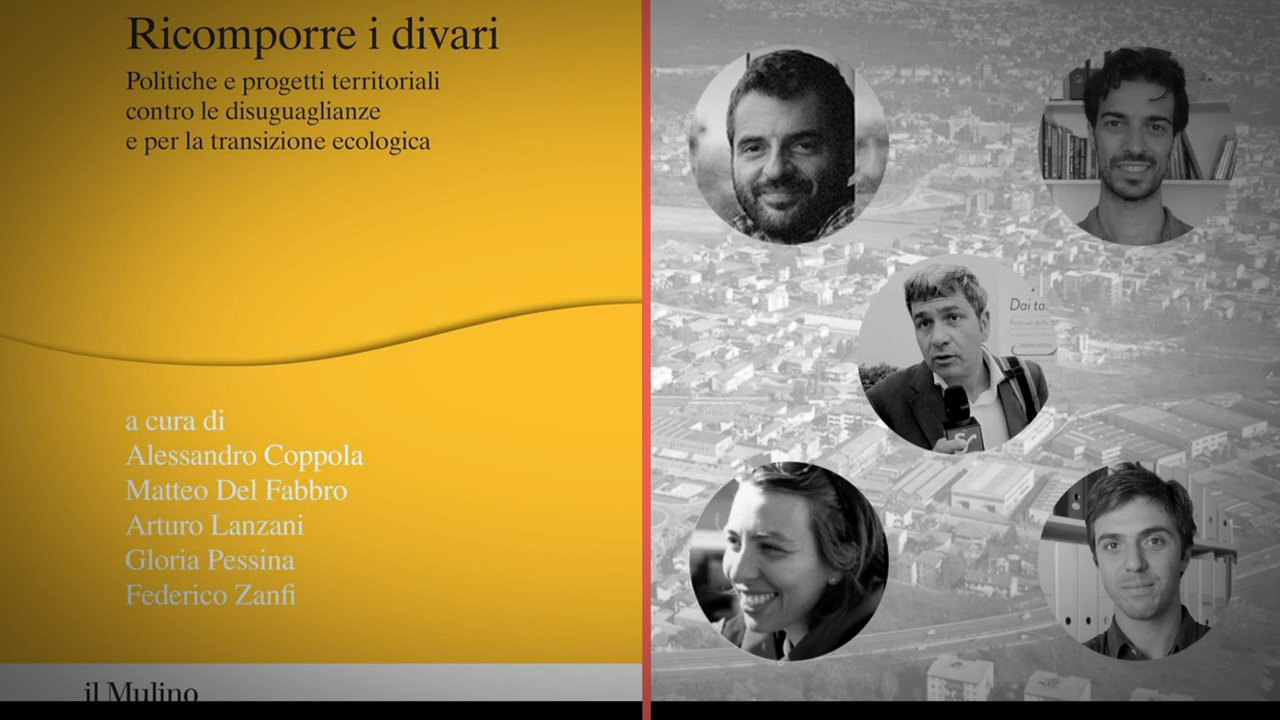 Ricomporre i divari
Politiche e progetti territoriali
contro le disuguaglianze
e per la transizione ecologica
a cura di
Alessandro Coppola
Matteo Del Fabbro
Arturo Lanzani
Gloria Pessina
Federico Zanfi
il Mulino
Dai